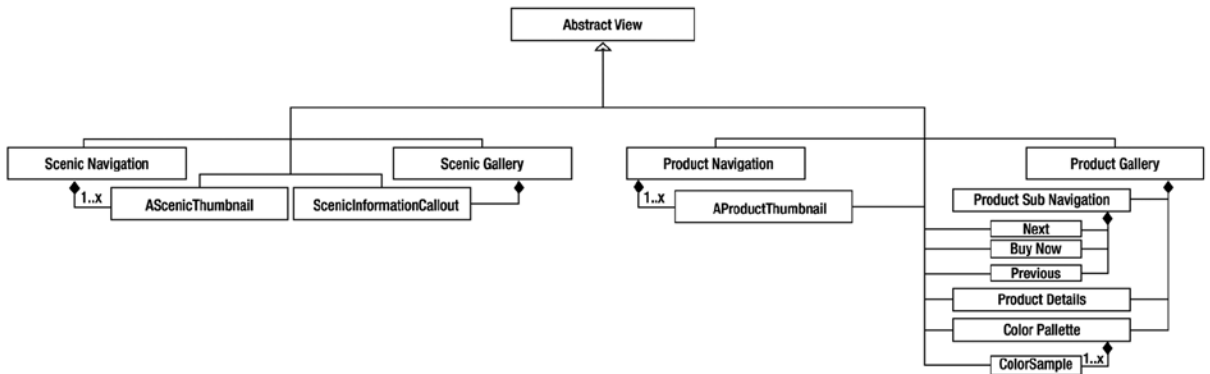 Abstract View
Scenic Navigation
Scenic Gallery
Product Navigation
Product Gallery
1..x
AScenicThumbnail
ScenicInformationCallout
1..x
AProductThumbnail
Product Sub Navigation
Next
Buy Now
Previous
Product Details
Color Pallette
ColorSample
1..x